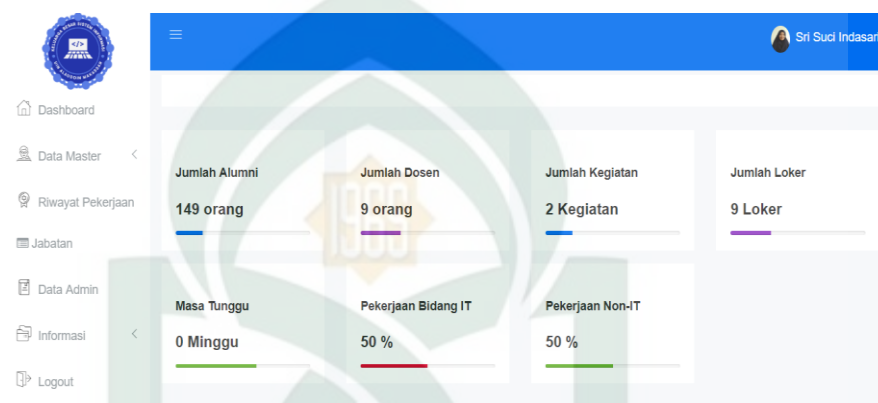 Sri Suci Indasari
Dashboard
Data Master
Riwayat Pekerjaan
Jabatan
Data Admin
Informasi
Logout
Jumlah Alumni
149 orang
Jumlah Dosen
9 orang
Jumlah Kegiatan
2 Kegiatan
Jumlah Loker
9 Loker
Masa Tunggu
0 Minggu
Pekerjaan Bidang IT
50 %
Pekerjaan Non-IT
50 %
1965